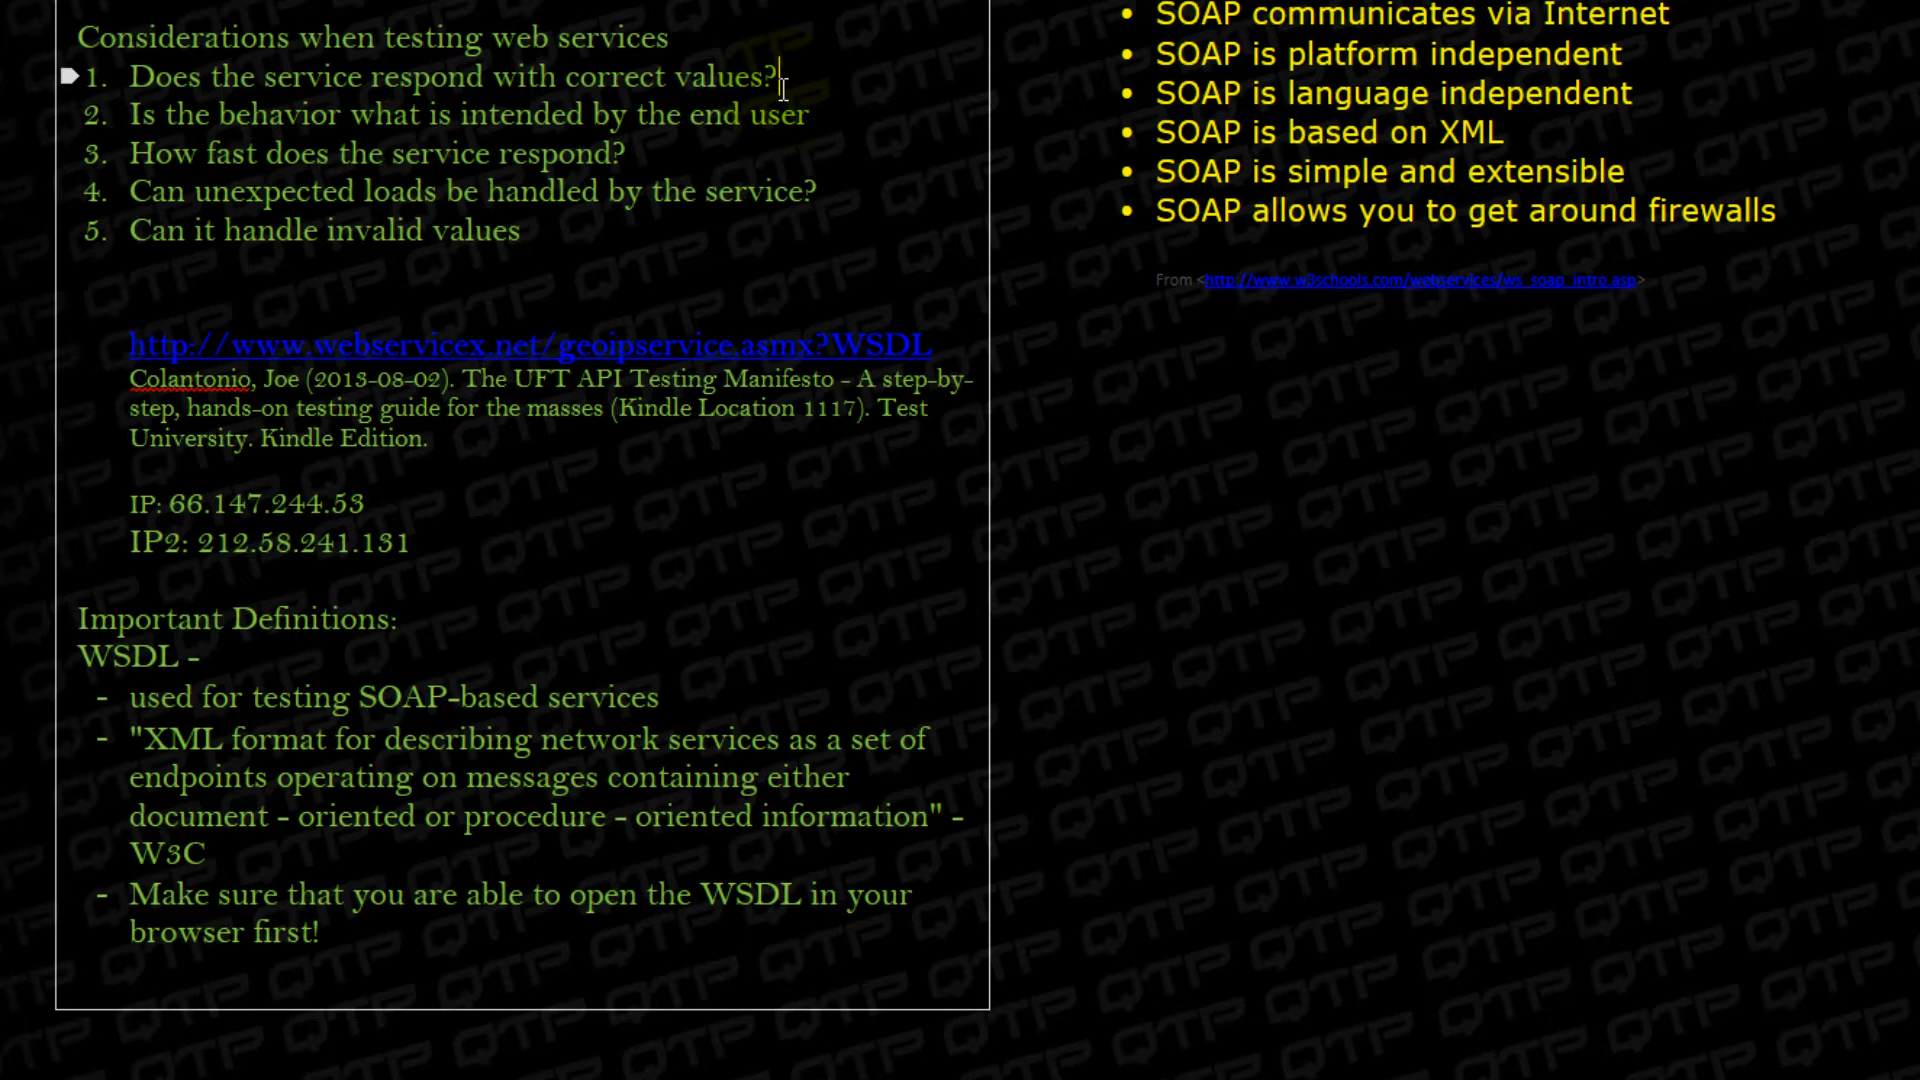 Considerations when testing web services
1. Does the service respond with correct values?
2. Is the behavior what is intended by the end user
3. How fast does the service respond?
4. Can unexpected loads be handled by the service?
5. Can it handle invalid values
http://www.webservicex.net/geoipservice.asmx?WSDL
Colantonio, Joe (2013-08-02). The UFT API Testing Manifesto - A step-by-
step, hands-on testing guide for the masses (Kindle Location 1117). Test
University. Kindle Edition.
IP: 66.147.244.53
IP2: 212.58.241.131
Important Definitions:
WSDL -
- used for testing SOAP-based services
- "XML format for describing network services as a set of
endpoints operating on messages containing either
document - oriented or procedure - oriented information" -
W3C
- Make sure that you are able to open the WSDL in your
browser first!
• SOAP communicates via Internet
• SOAP is platform independent
• SOAP is language independent
• SOAP is based on XML
• SOAP is simple and extensible
• SOAP allows you to get around firewalls
From <http://www.w3schools.com/webservices/ws_soap_intro.asp>
QTP